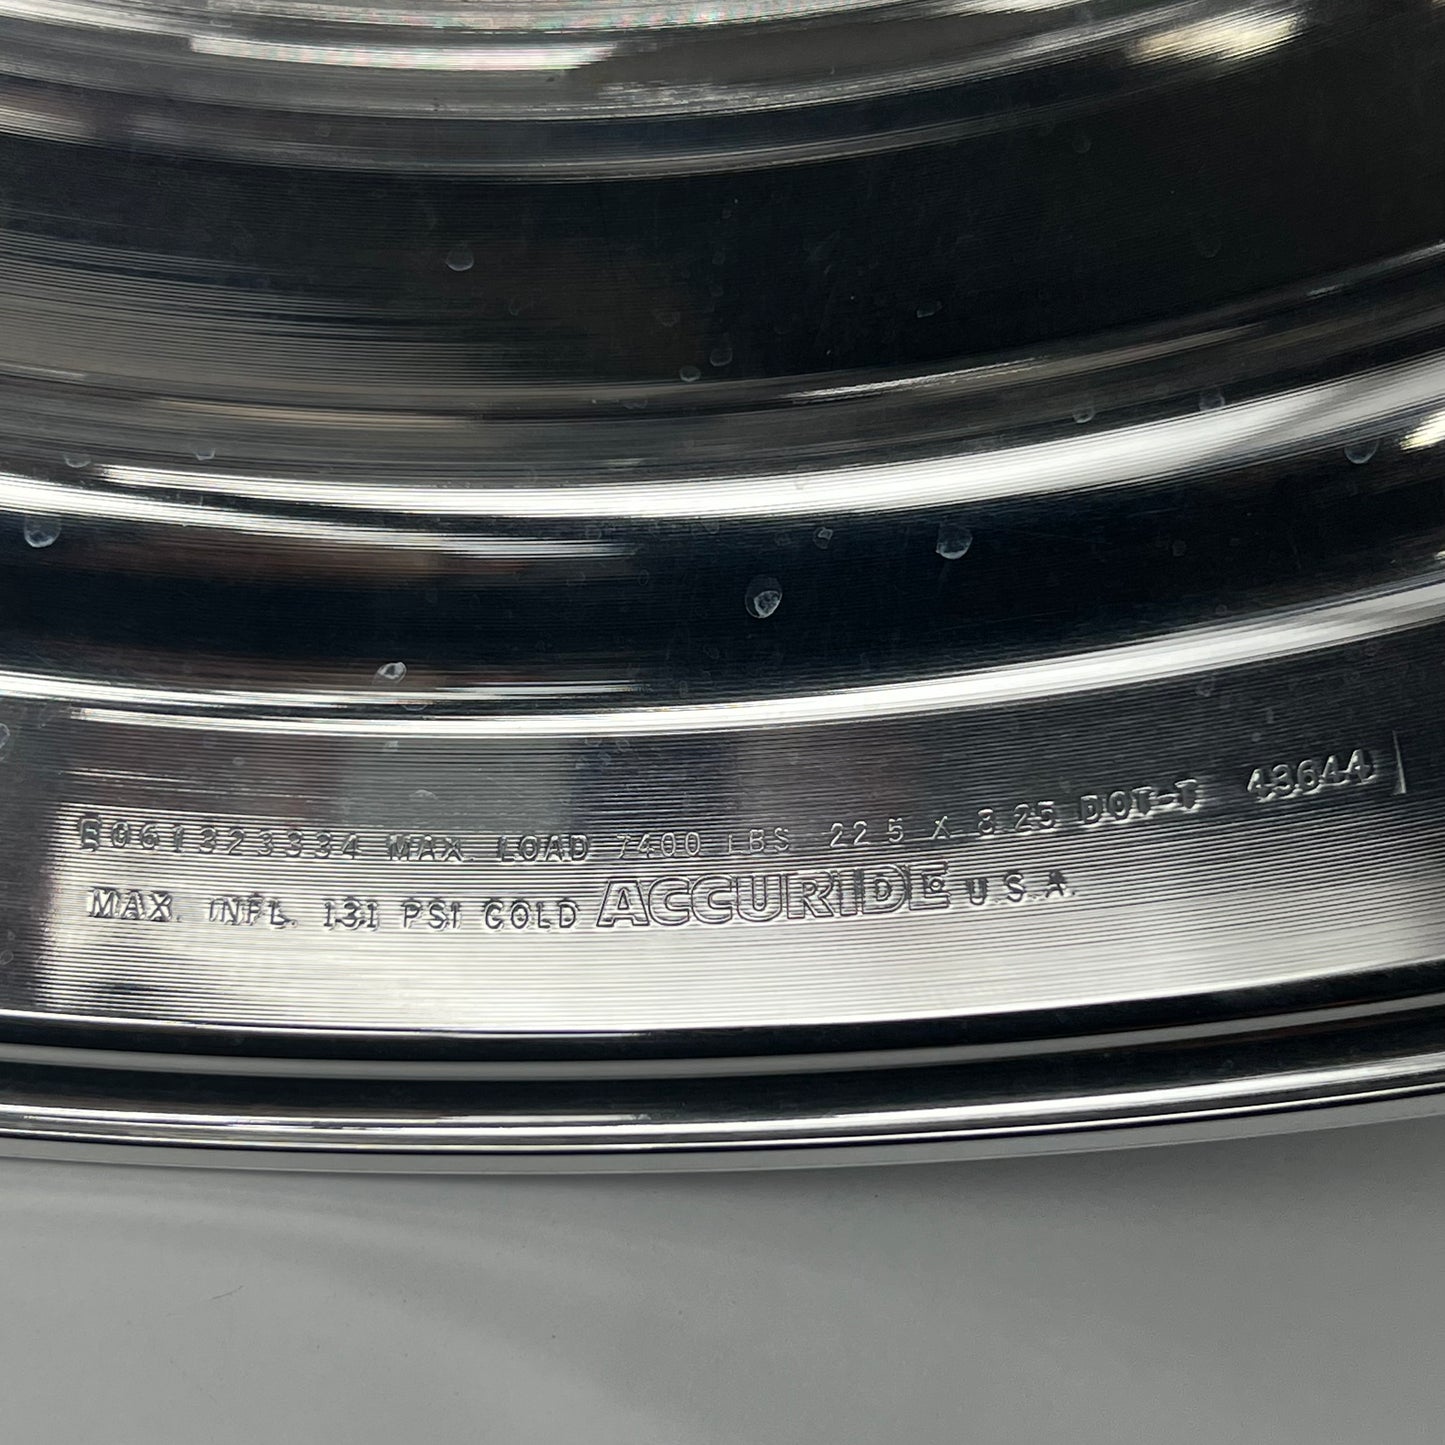 E061323334 MAX. LOAD 7400 LBS 22.5 X 8.25 DOT-T 43644
MAX. INFL. 131 PSI COLD ACCURIDE U.S.A.